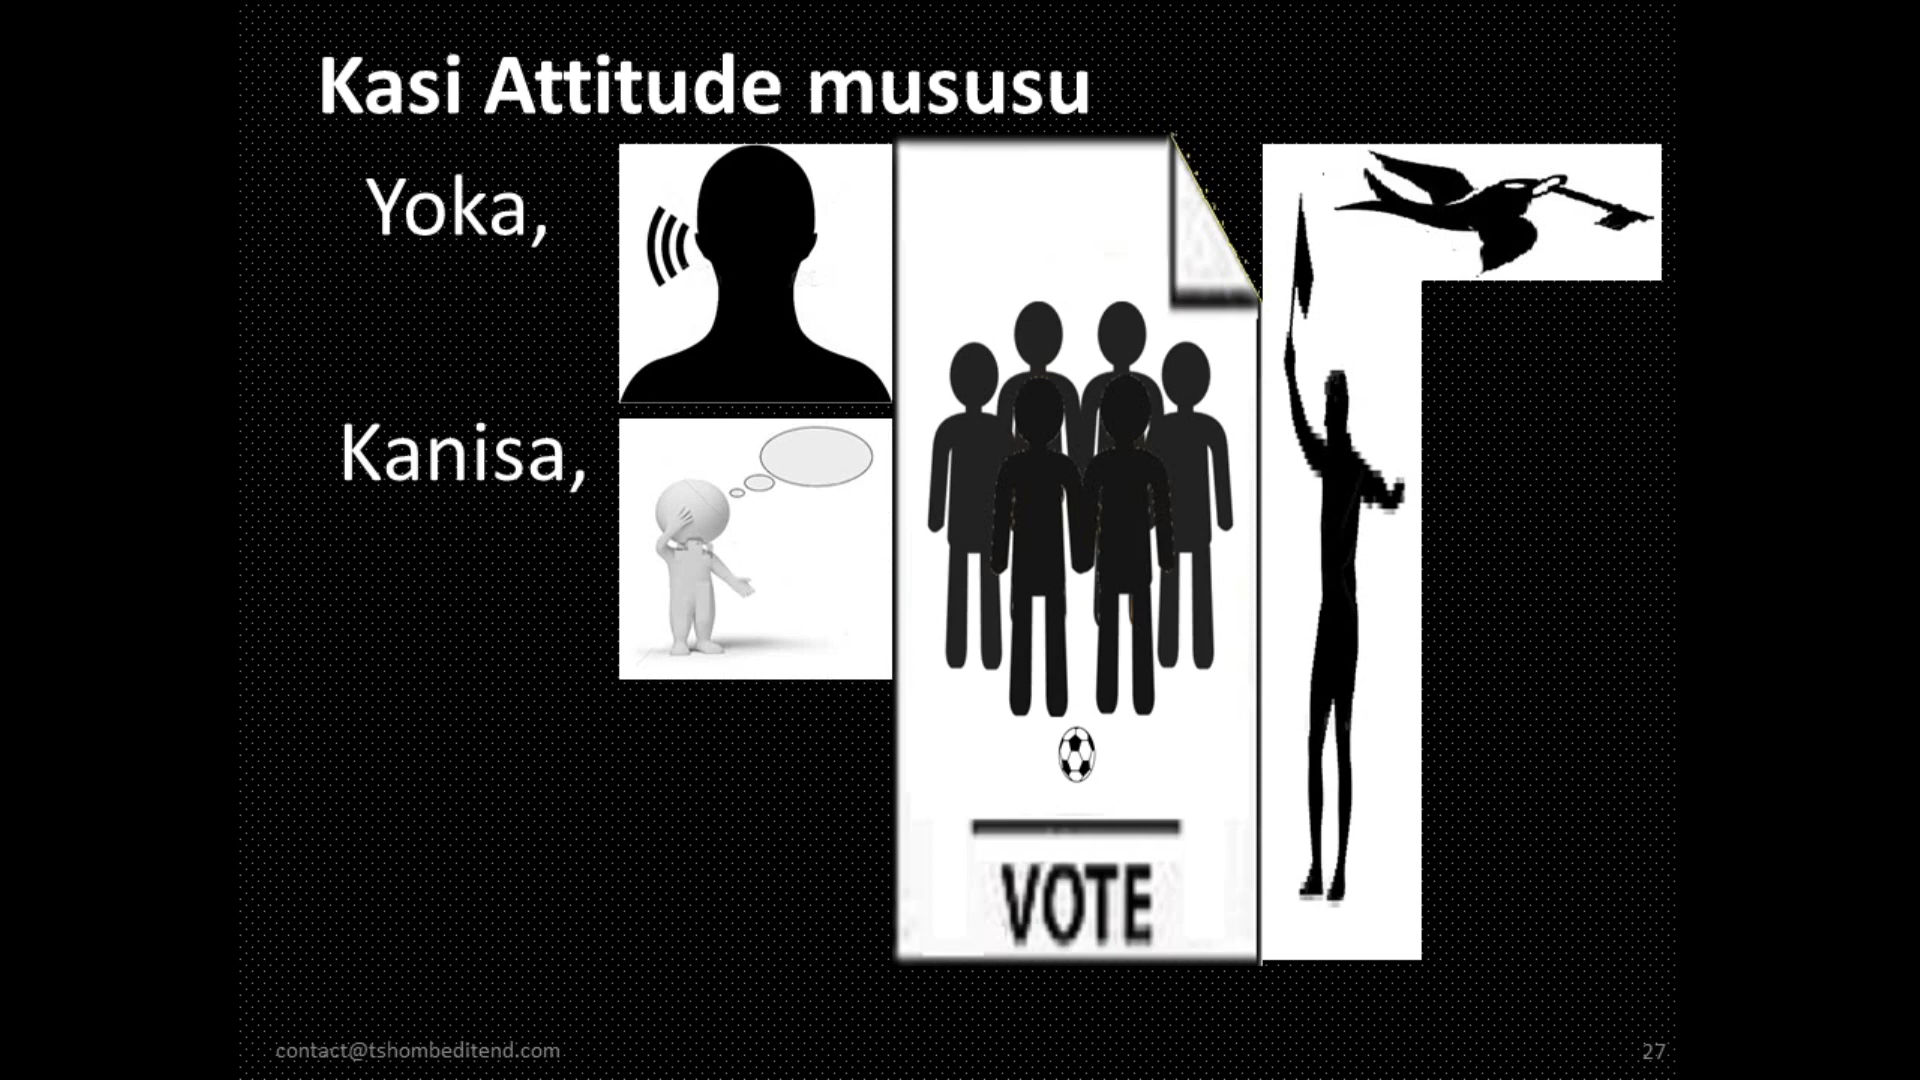 Kasi Attitude mususu
Yoka,
Kanisa,
VOTE
contact@tshombeditend.com
27